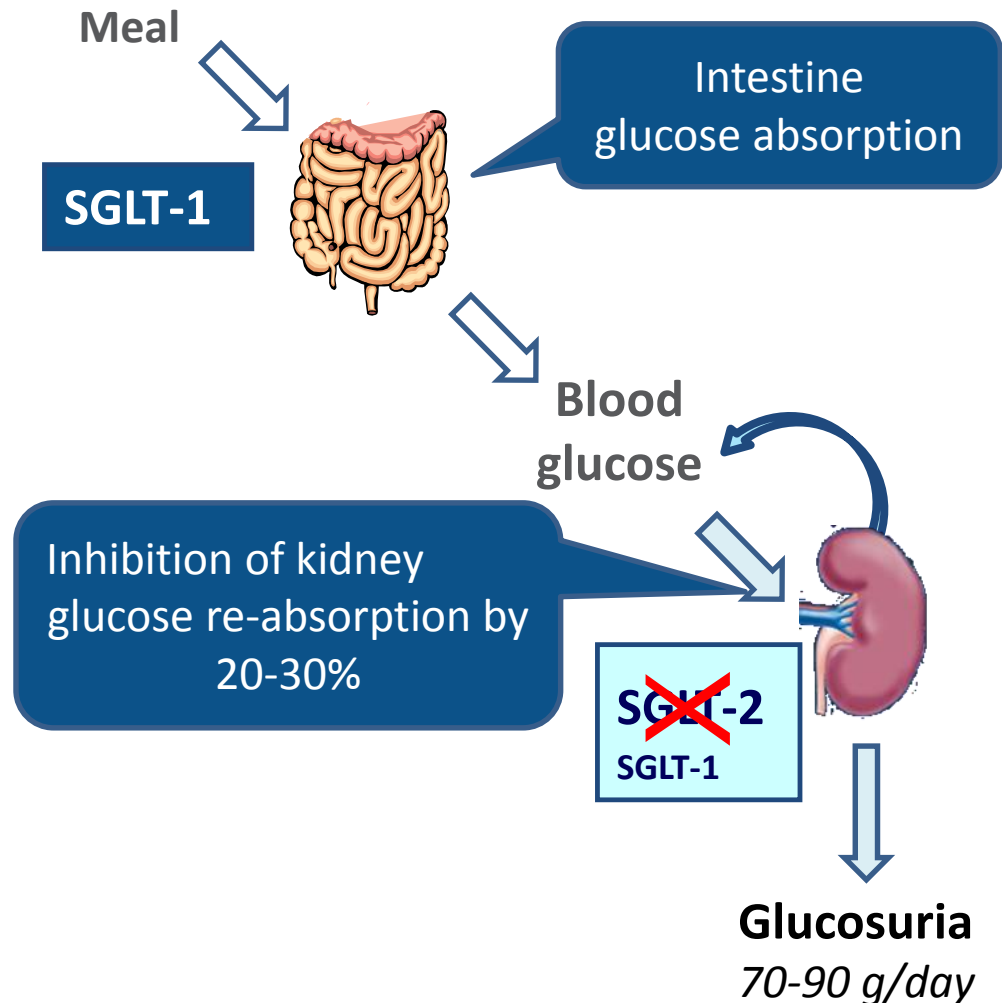 Meal
Intestine
glucose absorption
SGLT-1
Blood
glucose
Inhibition of kidney
glucose re-absorption by
20-30%
SGLT-2
SGLT-1
Glucosuria
70-90 g/day